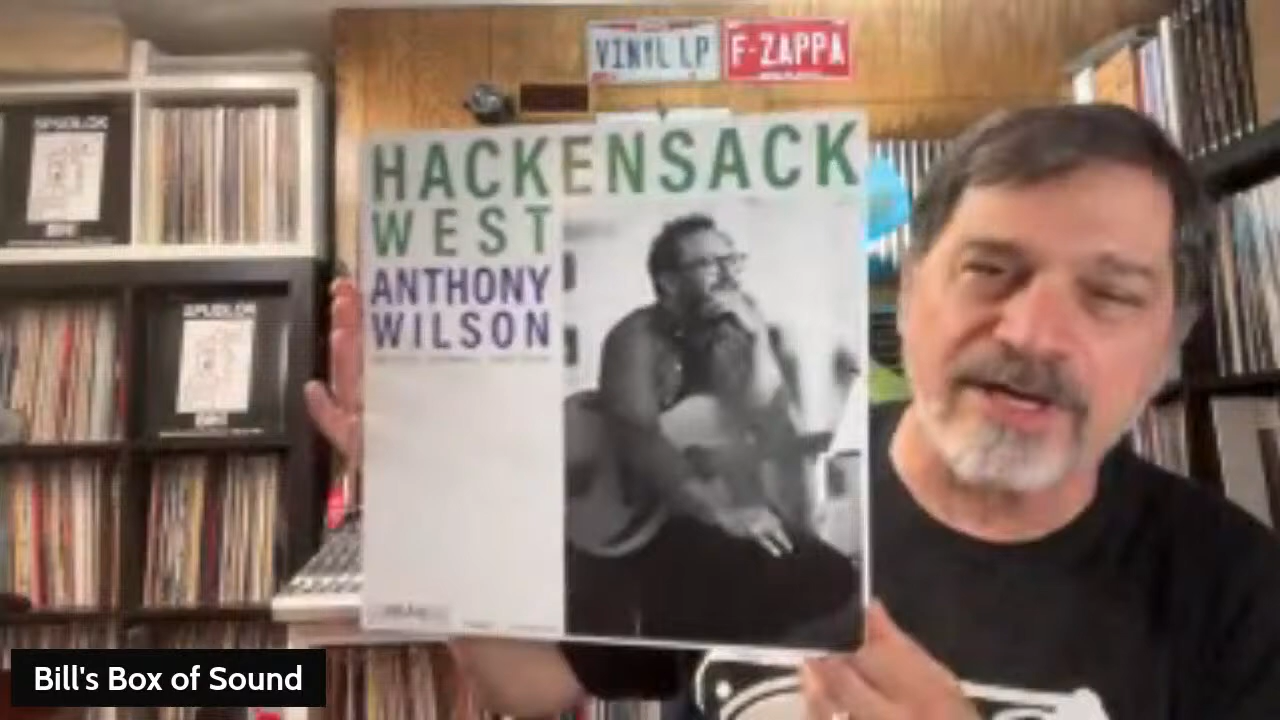 VINYL LP
F-ZAPPA
HACKENSACK
WEST
ANTHONY
WILSON
Bill's Box of Sound